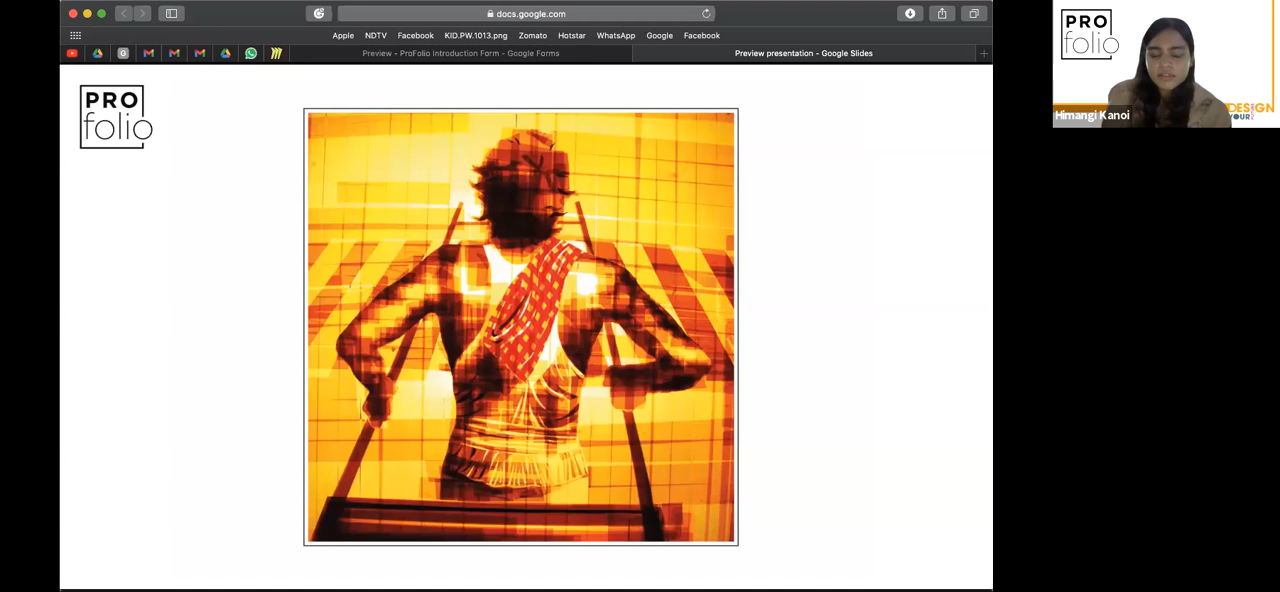 docs.google.com
Apple NDTV Facebook KID.PW.1013.png Zomato Hotstar WhatsApp Google Facebook
Preview - ProFolio Introduction Form - Google Forms
Preview presentation - Google Slides
PRO
folio
PRO
folio
Himangi Kanoi
DESIGN
YOUR